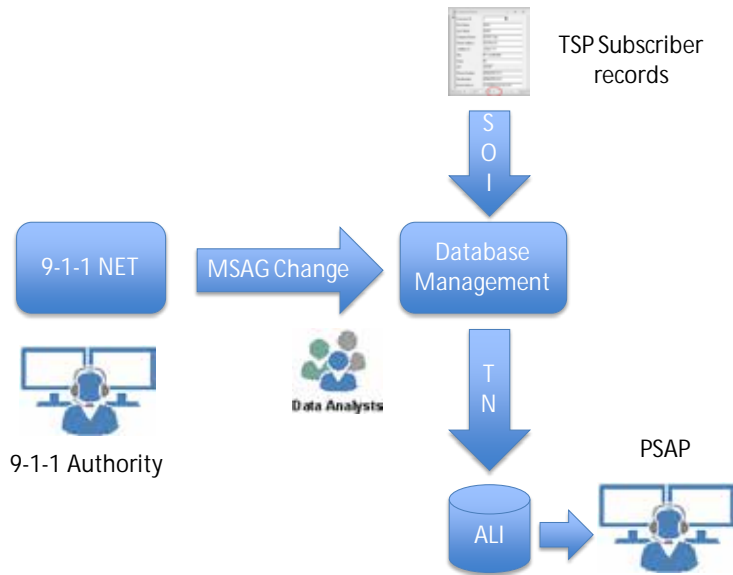 TSP Subscriber
records
S
O
I
9-1-1 NET
MSAG Change
Database
Management
Data Analysts
T
N
9-1-1 Authority
PSAP
ALI